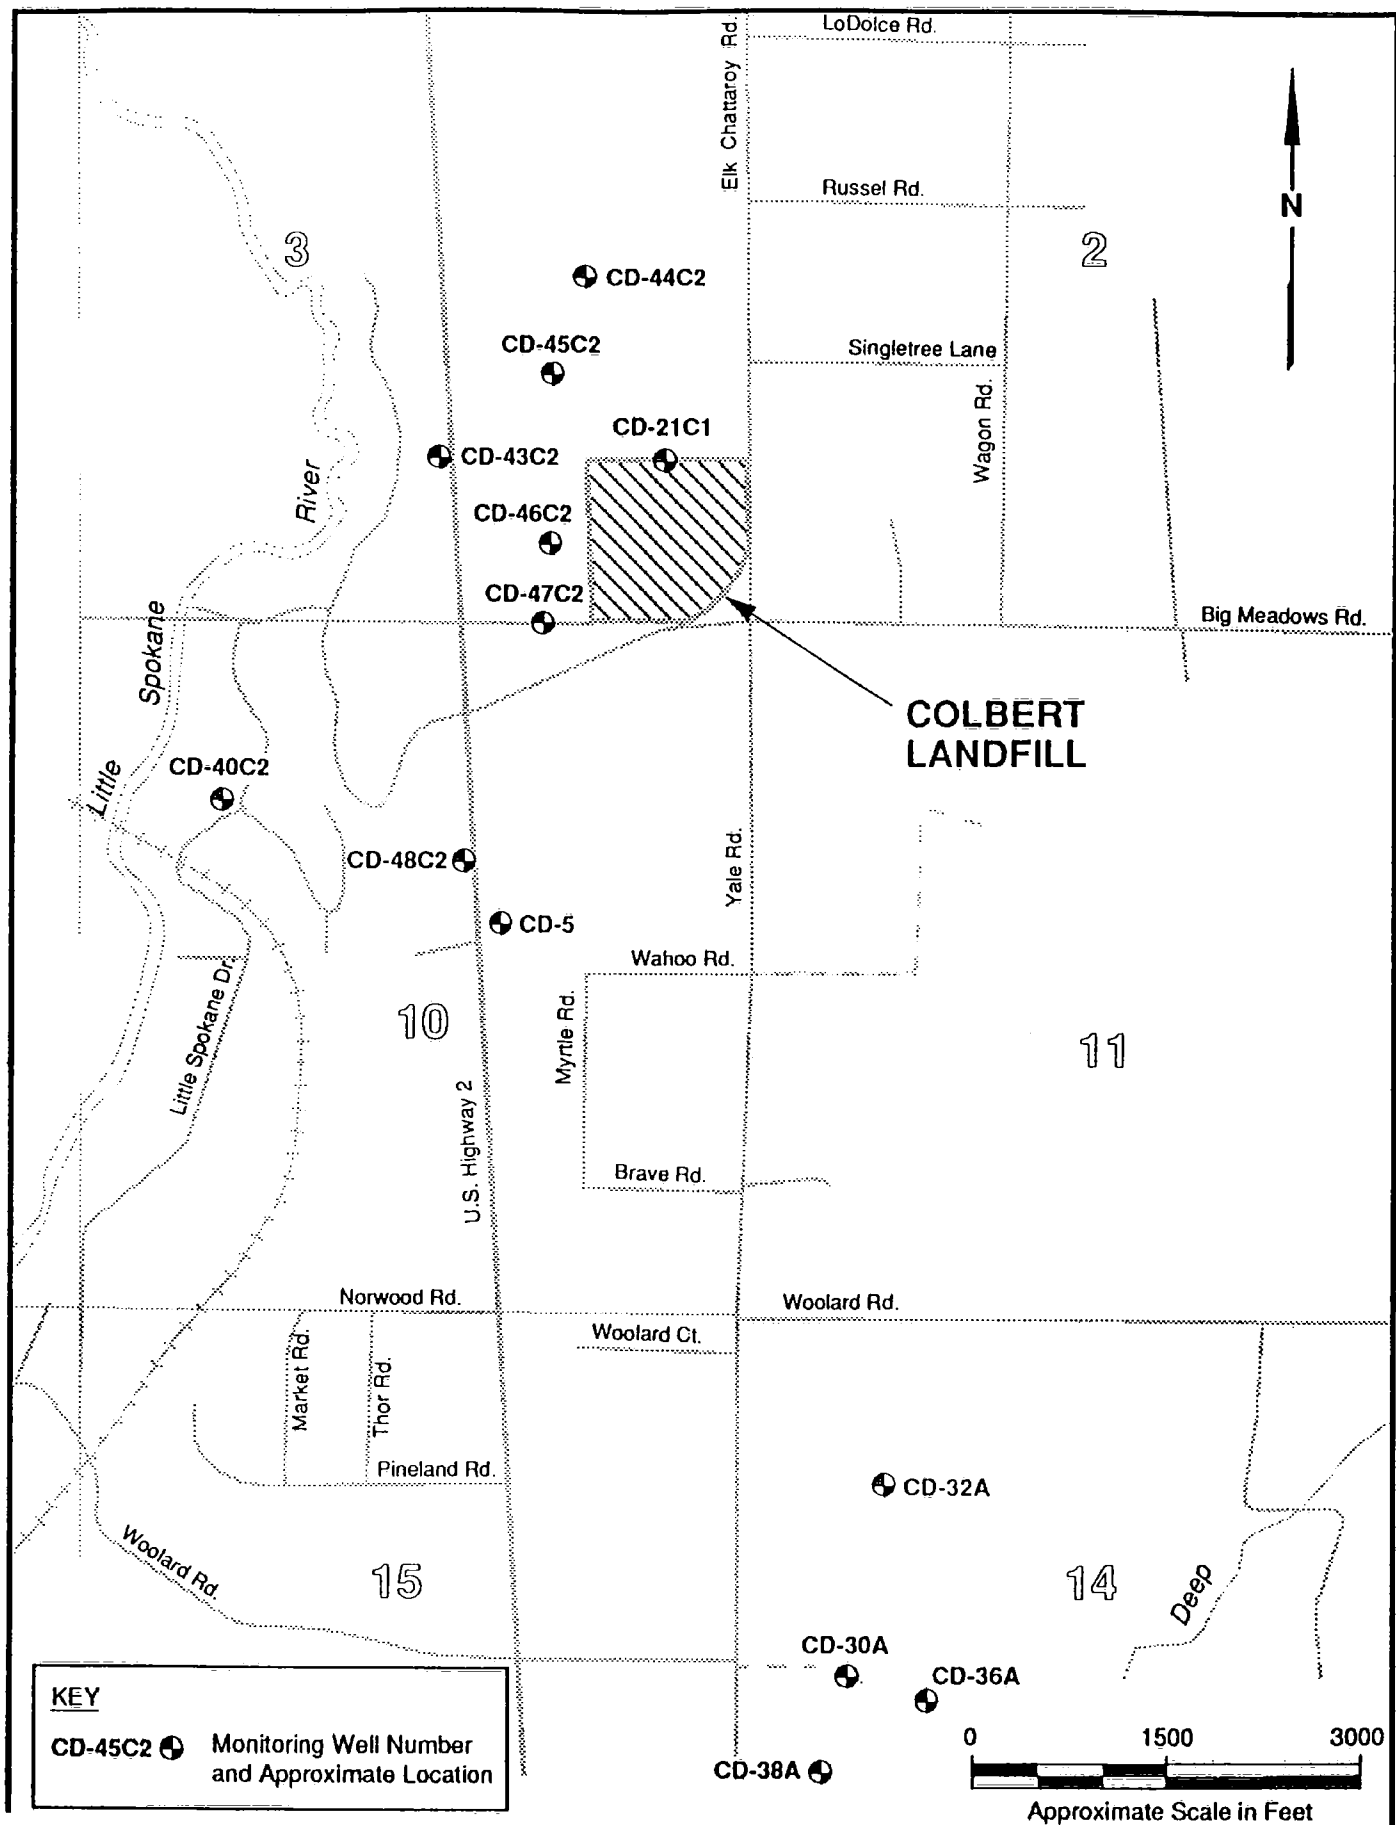 LoDolce Rd.
Elk Chattaroy Rd.
Russel Rd.
N
3
2
CD-44C2
CD-45C2
Singletree Lane
Wagon Rd.
CD-21C1
CD-43C2
River
CD-46C2
CD-47C2
Spokane
Big Meadows Rd.
COLBERT
LANDFILL
Little
CD-40C2
CD-48C2
Yale Rd.
CD-5
Wahoo Rd.
Little Spokane Dr.
10
Myrtle Rd.
11
U.S. Highway 2
Brave Rd.
Norwood Rd.
Woolard Rd.
Woolard Ct.
Market Rd.
Thor Rd.
Pineland Rd.
CD-32A
Woolard Rd.
15
14
Deep
CD-30A
CD-36A
CD-38A
KEY
CD-45C2 Monitoring Well Number
and Approximate Location
0 1500 3000
Approximate Scale in Feet